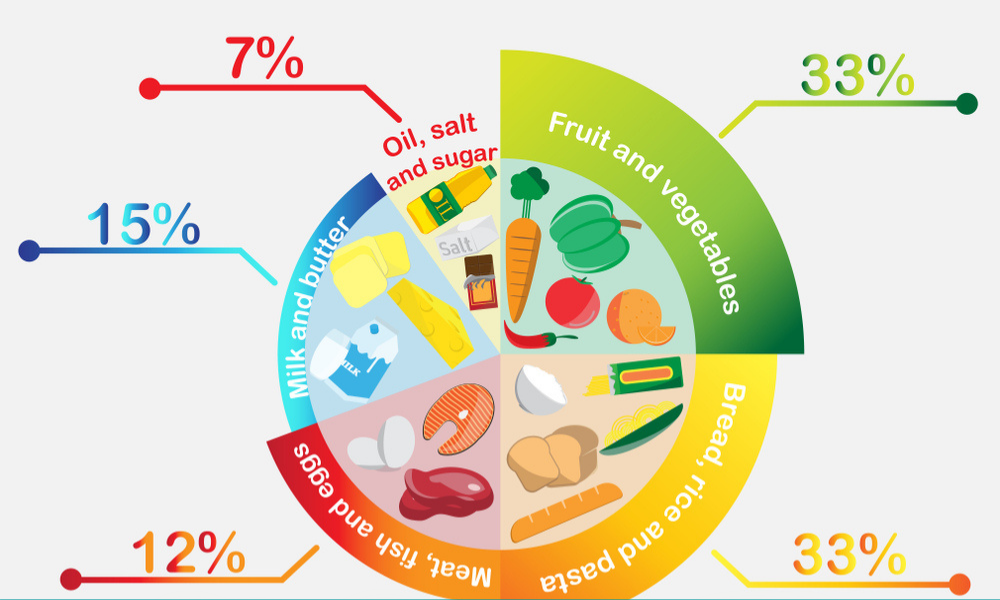 7%
Oil, salt
and sugar
33%
Fruit and vegetables
15%
Milk and butter
OIL
Salt
MILK
Bread, rice and pasta
Meat, fish and eggs
12%
33%